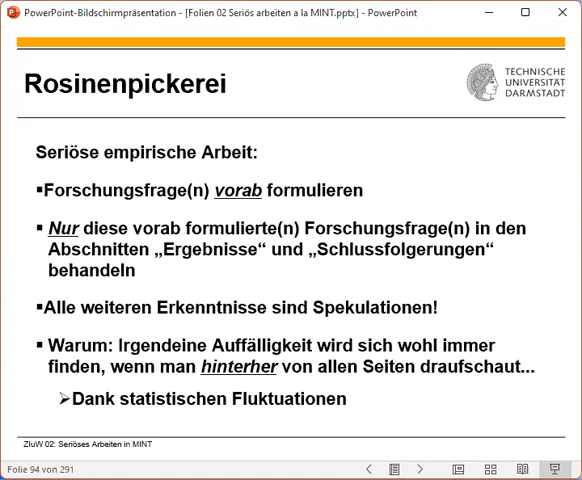 PowerPoint-Bildschirmpräsentation - [Folien 02 Seriös arbeiten a la MINT.pptx] - PowerPoint
Rosinenpickerei
TECHNISCHE
UNIVERSITÄT
DARMSTADT
Seriöse empirische Arbeit:
▪Forschungsfrage(n) vorab formulieren
▪ Nur diese vorab formulierte(n) Forschungsfrage(n) in den
Abschnitten „Ergebnisse“ und „Schlussfolgerungen“
behandeln
▪Alle weiteren Erkenntnisse sind Spekulationen!
▪ Warum: Irgendeine Auffälligkeit wird sich wohl immer
finden, wenn man hinterher von allen Seiten draufschaut...
➢Dank statistischen Fluktuationen
ZIuW 02: Seriöses Arbeiten in MINT
Folie 94 von 291